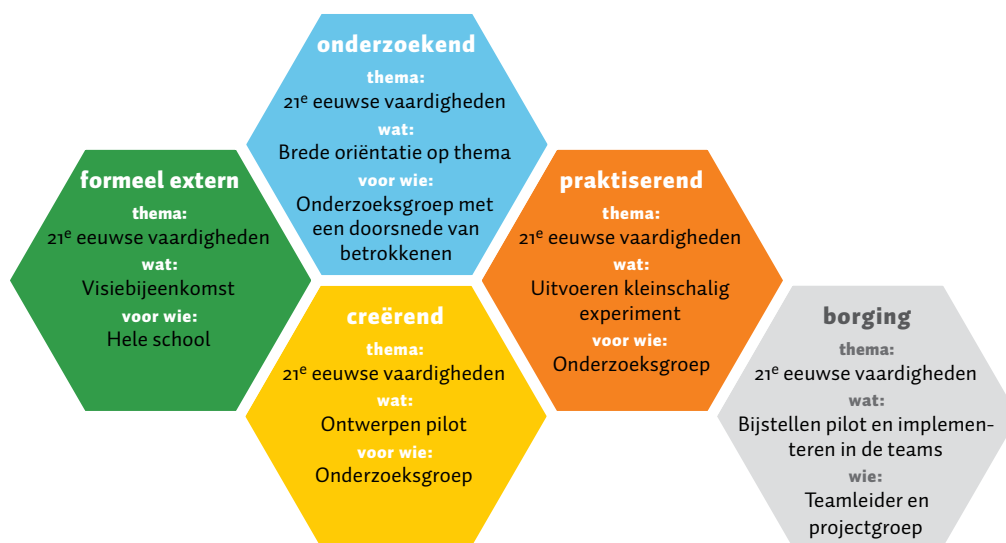 onderzoekend
thema:
21e eeuwse vaardigheden
wat:
Brede oriëntatie op thema
voor wie:
Onderzoeksgroep met
een doorsnede van
betrokkenen
formeel extern
thema:
21e eeuwse vaardigheden
wat:
Visiebijeenkomst
voor wie:
Hele school
creërend
thema:
21e eeuwse vaardigheden
wat:
Ontwerpen pilot
voor wie:
Onderzoeksgroep
praktiserend
thema:
21e eeuwse vaardigheden
wat:
Uitvoeren kleinschalig
experiment
voor wie:
Onderzoeksgroep
borging
thema:
21e eeuwse vaardigheden
wat:
Bijstellen pilot en implemen-
teren in de teams
wie:
Teamleider en
projectgroep